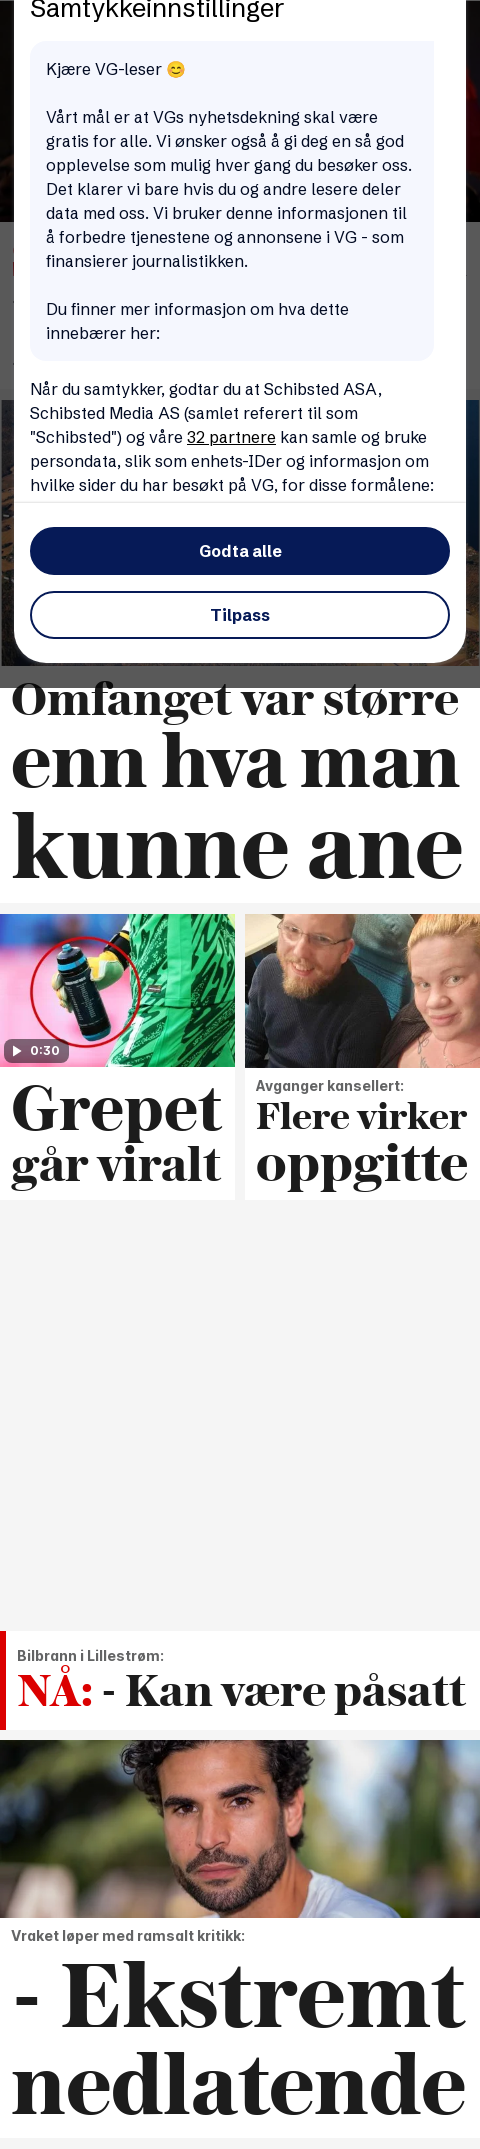 Samtykkeinnstillinger
Kjære VG-leser 😊
Vårt mål er at VGs nyhetsdekning skal være
gratis for alle. Vi ønsker også å gi deg en så god
opplevelse som mulig hver gang du besøker oss.
Det klarer vi bare hvis du og andre lesere deler
data med oss. Vi bruker denne informasjonen til
å forbedre tjenestene og annonsene i VG - som
finansierer journalistikken.
Du finner mer informasjon om hva dette
innebærer her:
Når du samtykker, godtar du at Schibsted ASA,
Schibsted Media AS (samlet referert til som
"Schibsted") og våre 32 partnere kan samle og bruke
persondata, slik som enhets-IDer og informasjon om
hvilke sider du har besøkt på VG, for disse formålene:
Godta alle
Tilpass
Omfanget var større
enn hva man
kunne ane
0:30
Grepet
går viralt
Avganger kansellert:
Flere virker
oppgitte
Bilbrann i Lillestrøm:
NÅ: - Kan være påsatt
Vraket løper med ramsalt kritikk:
- Ekstremt
nedlatende